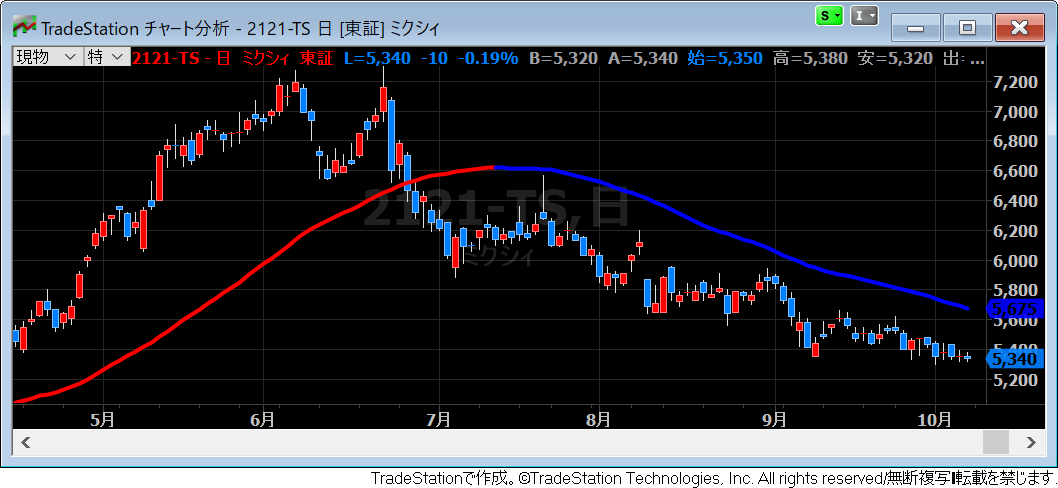 TradeStation チャート分析 - 2121-TS 日 [東証] ミクシィ
S I
現物 特 2121-TS - 日 ミクシィ 東証 L=5,340 -10 -0.19% B=5,320 A=5,340 始=5,350 高=5,380 安=5,320 出: ...
7,200
7,000
6,800
6,600
6,400
6,200
6,000
5,800
5,675
5,600
5,400
5,340
5,200
2121-TS,日
ミクシィ
5月 6月 7月 8月 9月 10月
TradeStationで作成。©TradeStation Technologies, Inc. All rights reserved/無断複写転載を禁じます.